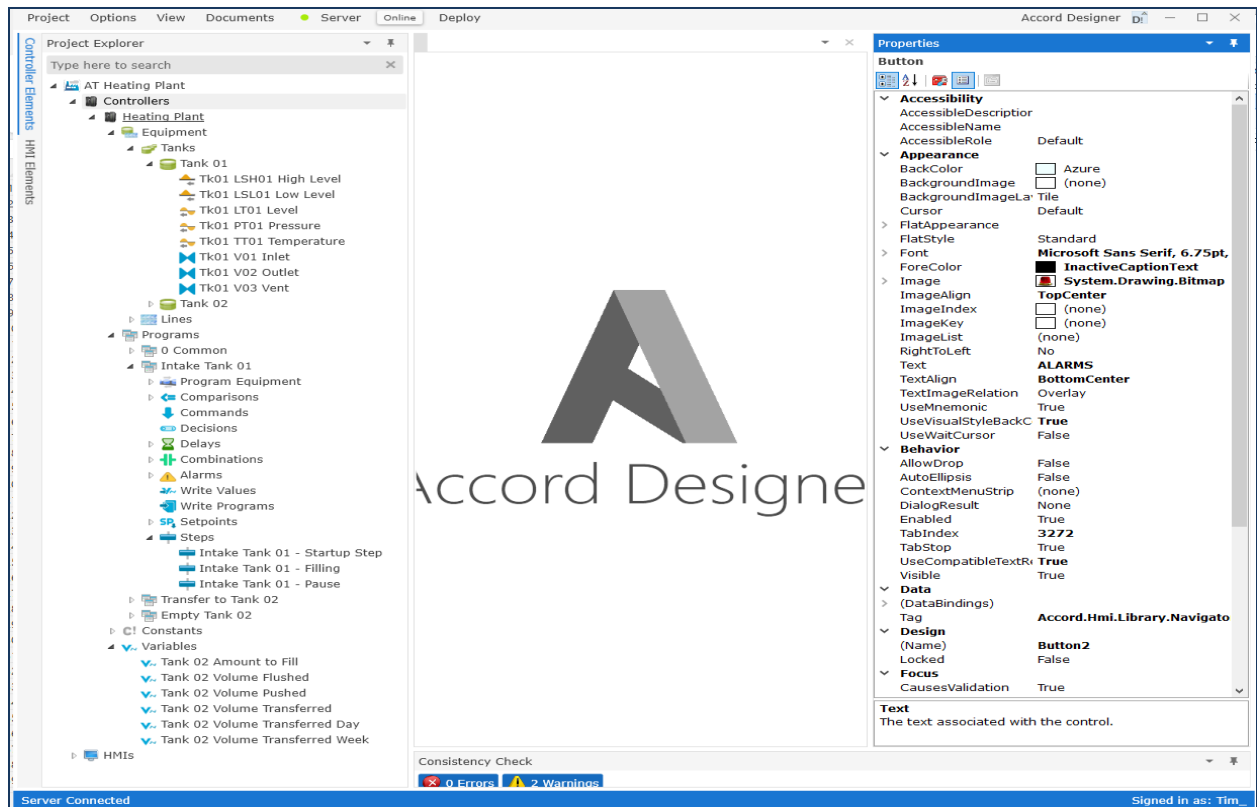 Project Options View Documents Server Online Deploy Accord Designer D!
Controller Elements
HMI Elements
Project Explorer
Type here to search
AT Heating Plant
Controllers
Heating Plant
Equipment
Tanks
Tank 01
Tk01 LSH01 High Level
Tk01 LSL01 Low Level
Tk01 LT01 Level
Tk01 PT01 Pressure
Tk01 TT01 Temperature
Tk01 V01 Inlet
Tk01 V02 Outlet
Tk01 V03 Vent
Tank 02
Lines
Programs
0 Common
Intake Tank 01
Program Equipment
Comparisons
Commands
Decisions
Delays
Combinations
Alarms
Write Values
Write Programs
SP Setpoints
Steps
Intake Tank 01 - Startup Step
Intake Tank 01 - Filling
Intake Tank 01 - Pause
Transfer to Tank 02
Empty Tank 02
C! Constants
Variables
Tank 02 Amount to Fill
Tank 02 Volume Flushed
Tank 02 Volume Pushed
Tank 02 Volume Transferred
Tank 02 Volume Transferred Day
Tank 02 Volume Transferred Week
HMIs
Accord Designe
Consistency Check
0 Errors 2 Warnings
Properties
Button
Accessibility
AccessibleDescription
AccessibleName
AccessibleRole Default
Appearance
BackColor Azure
BackgroundImage (none)
BackgroundImageLa Tile
Cursor Default
FlatAppearance
FlatStyle Standard
Font Microsoft Sans Serif, 6.75pt,
ForeColor InactiveCaptionText
Image System.Drawing.Bitmap
ImageAlign TopCenter
ImageIndex (none)
ImageKey (none)
ImageList (none)
RightToLeft No
Text ALARMS
TextAlign BottomCenter
TextImageRelation Overlay
UseMnemonic True
UseVisualStyleBackC True
UseWaitCursor False
Behavior
AllowDrop False
AutoEllipsis False
ContextMenuStrip (none)
DialogResult None
Enabled True
TabIndex 3272
TabStop True
UseCompatibleTextR True
Visible True
Data
(DataBindings)
Tag Accord.Hmi.Library.Navigato
Design
(Name) Button2
Locked False
Focus
CausesValidation True
Text
The text associated with the control.
Server Connected Signed in as: Tim_